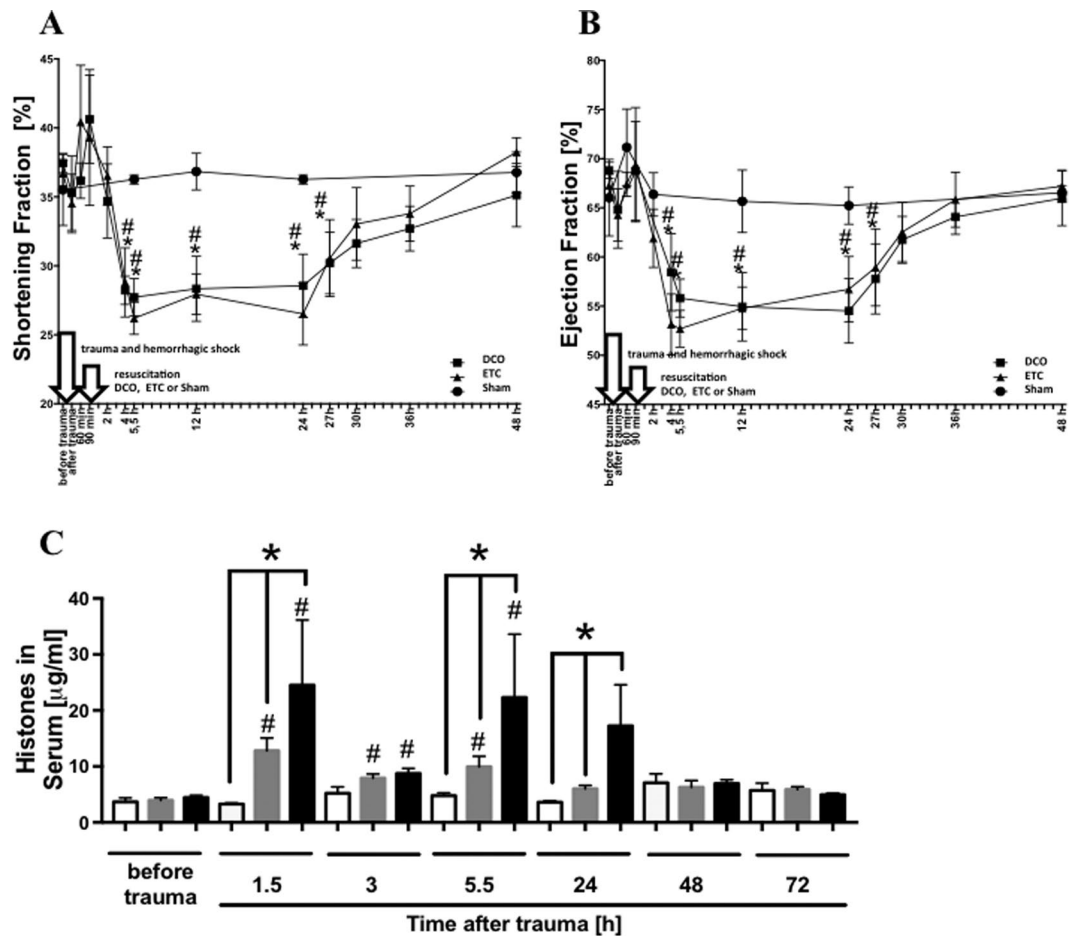 A
Shortening Fraction [%]
45
40
35
30
25
20
#
*
#
*
#
*
#
*
#
*
trauma and hemorrhagic shock
resuscitation
DCO, ETC or Sham
DCO
ETC
Sham
before trauma
after trauma
60 min
90 min
2 h
4 h
5,5 h
12 h
24 h
27h
30h
36h
48 h
B
Ejection Fraction [%]
80
75
70
65
60
55
50
45
#
*
#
*
#
*
#
*
#
*
trauma and hemorrhagic shock
resuscitation
DCO, ETC or Sham
DCO
ETC
Sham
before trauma
after trauma
60 min
90 min
2 h
4 h
5,5 h
12 h
24 h
27h
30h
36h
48 h
C
Histones in
Serum [μg/ml]
40
30
20
10
0
* * *
# # # # # #
before
trauma
1.5 3 5.5 24 48 72
Time after trauma [h]